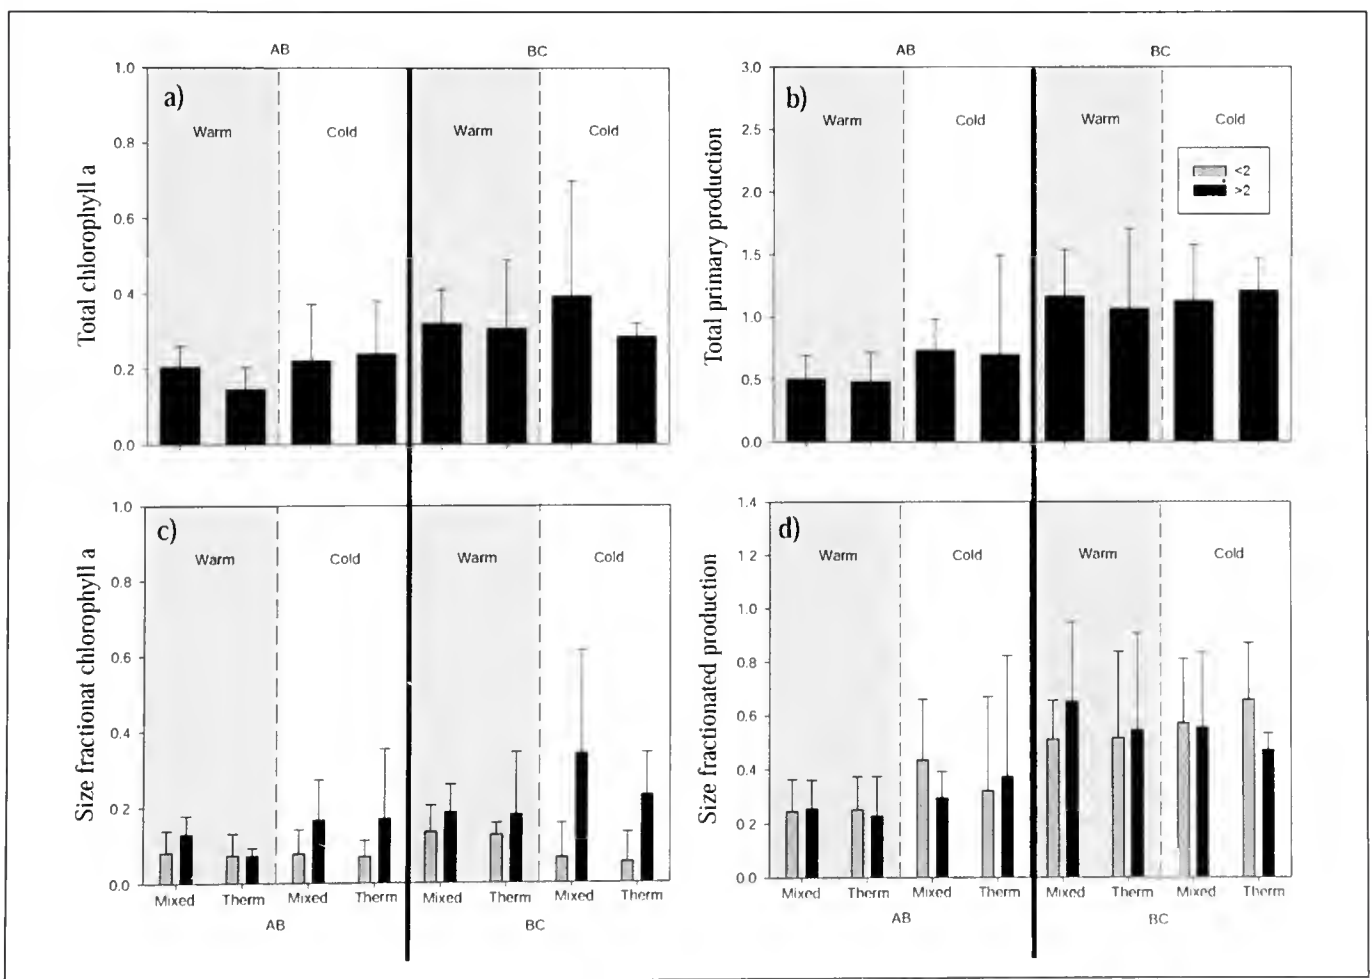 AB BC
a)
Warm Cold Warm Cold
Total chlorophyll a
1.0
0.8
0.6
0.4
0.2
0.0
AB BC
b)
Warm Cold Warm Cold
<2
>2
Total primary production
3.0
2.5
2.0
1.5
1.0
0.5
0.0
c)
Warm Cold Warm Cold
Size fractionat chlorophyll a
1.0
0.8
0.6
0.4
0.2
0.0
Mixed Therm Mixed Therm Mixed Therm Mixed Therm
AB BC
d)
Warm Cold Warm Cold
Size fractionated production
1.4
1 2
1.0
0.8
0.6
0.4
0.2
0.0
Mixed Therm Mixed Therm Mixed Therm Mixed Therm
AB BC